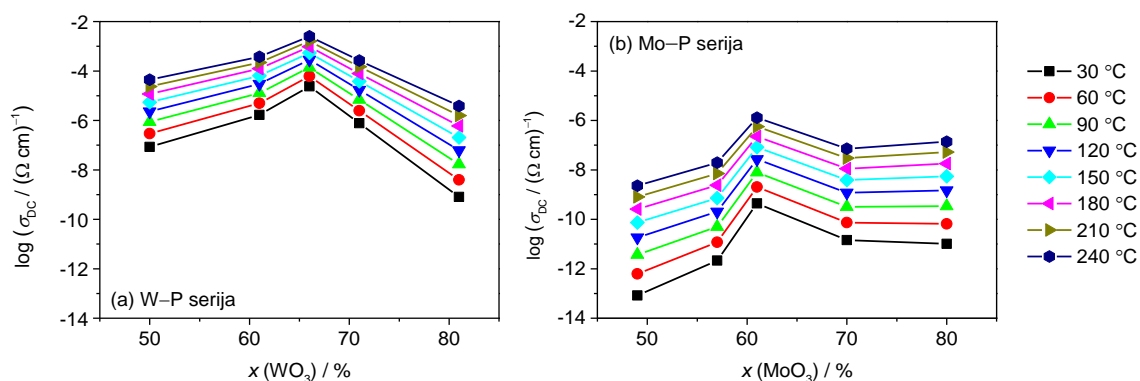 log (σDC / (Ω cm)⁻¹)
-2
-4
-6
-8
-10
-12
-14
(a) W–P serija
50
60
70
80
x (WO₃) / %
log (σDC / (Ω cm)⁻¹)
-2
-4
-6
-8
-10
-12
-14
(b) Mo–P serija
50
60
70
80
x (MoO₃) / %
30 °C
60 °C
90 °C
120 °C
150 °C
180 °C
210 °C
240 °C